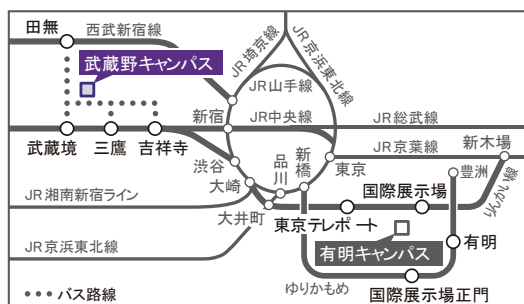 田無
西武新宿線
武蔵野キャンパス
JR埼京線
JR京浜東北線
JR山手線
新宿
JR中央線
JR総武線
武蔵境
三鷹
吉祥寺
渋谷
品川
新橋
東京
JR京葉線
新木場
豊洲
りんかい線
JR湘南新宿ライン
大崎
大井町
東京テレポート
国際展示場
有明キャンパス
有明
JR京浜東北線
ゆりかもめ
国際展示場正門
バス路線